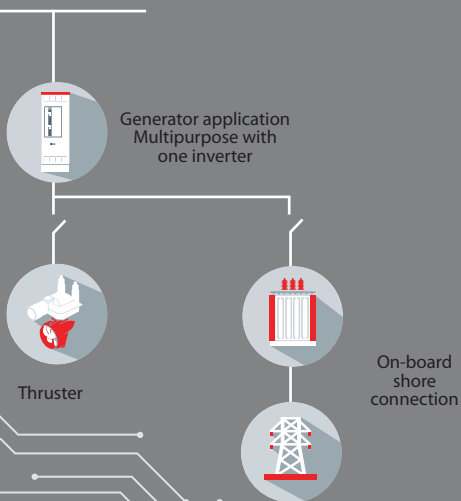 Generator application
Multipurpose with
one inverter
Thruster
On-board
shore
connection